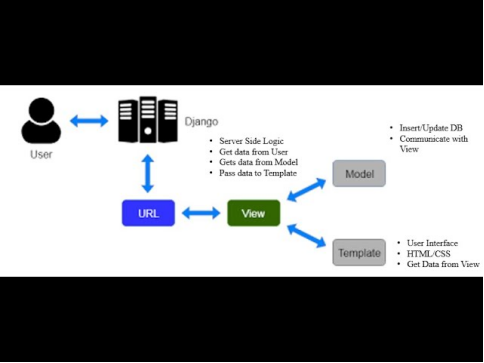 User
Django
• Server Side Logic
• Get data from User
• Gets data from Model
• Pass data to Template
• Insert/Update DB
• Communicate with
View
Model
URL
View
Template
• User Interface
• HTML/CSS
• Get Data from View